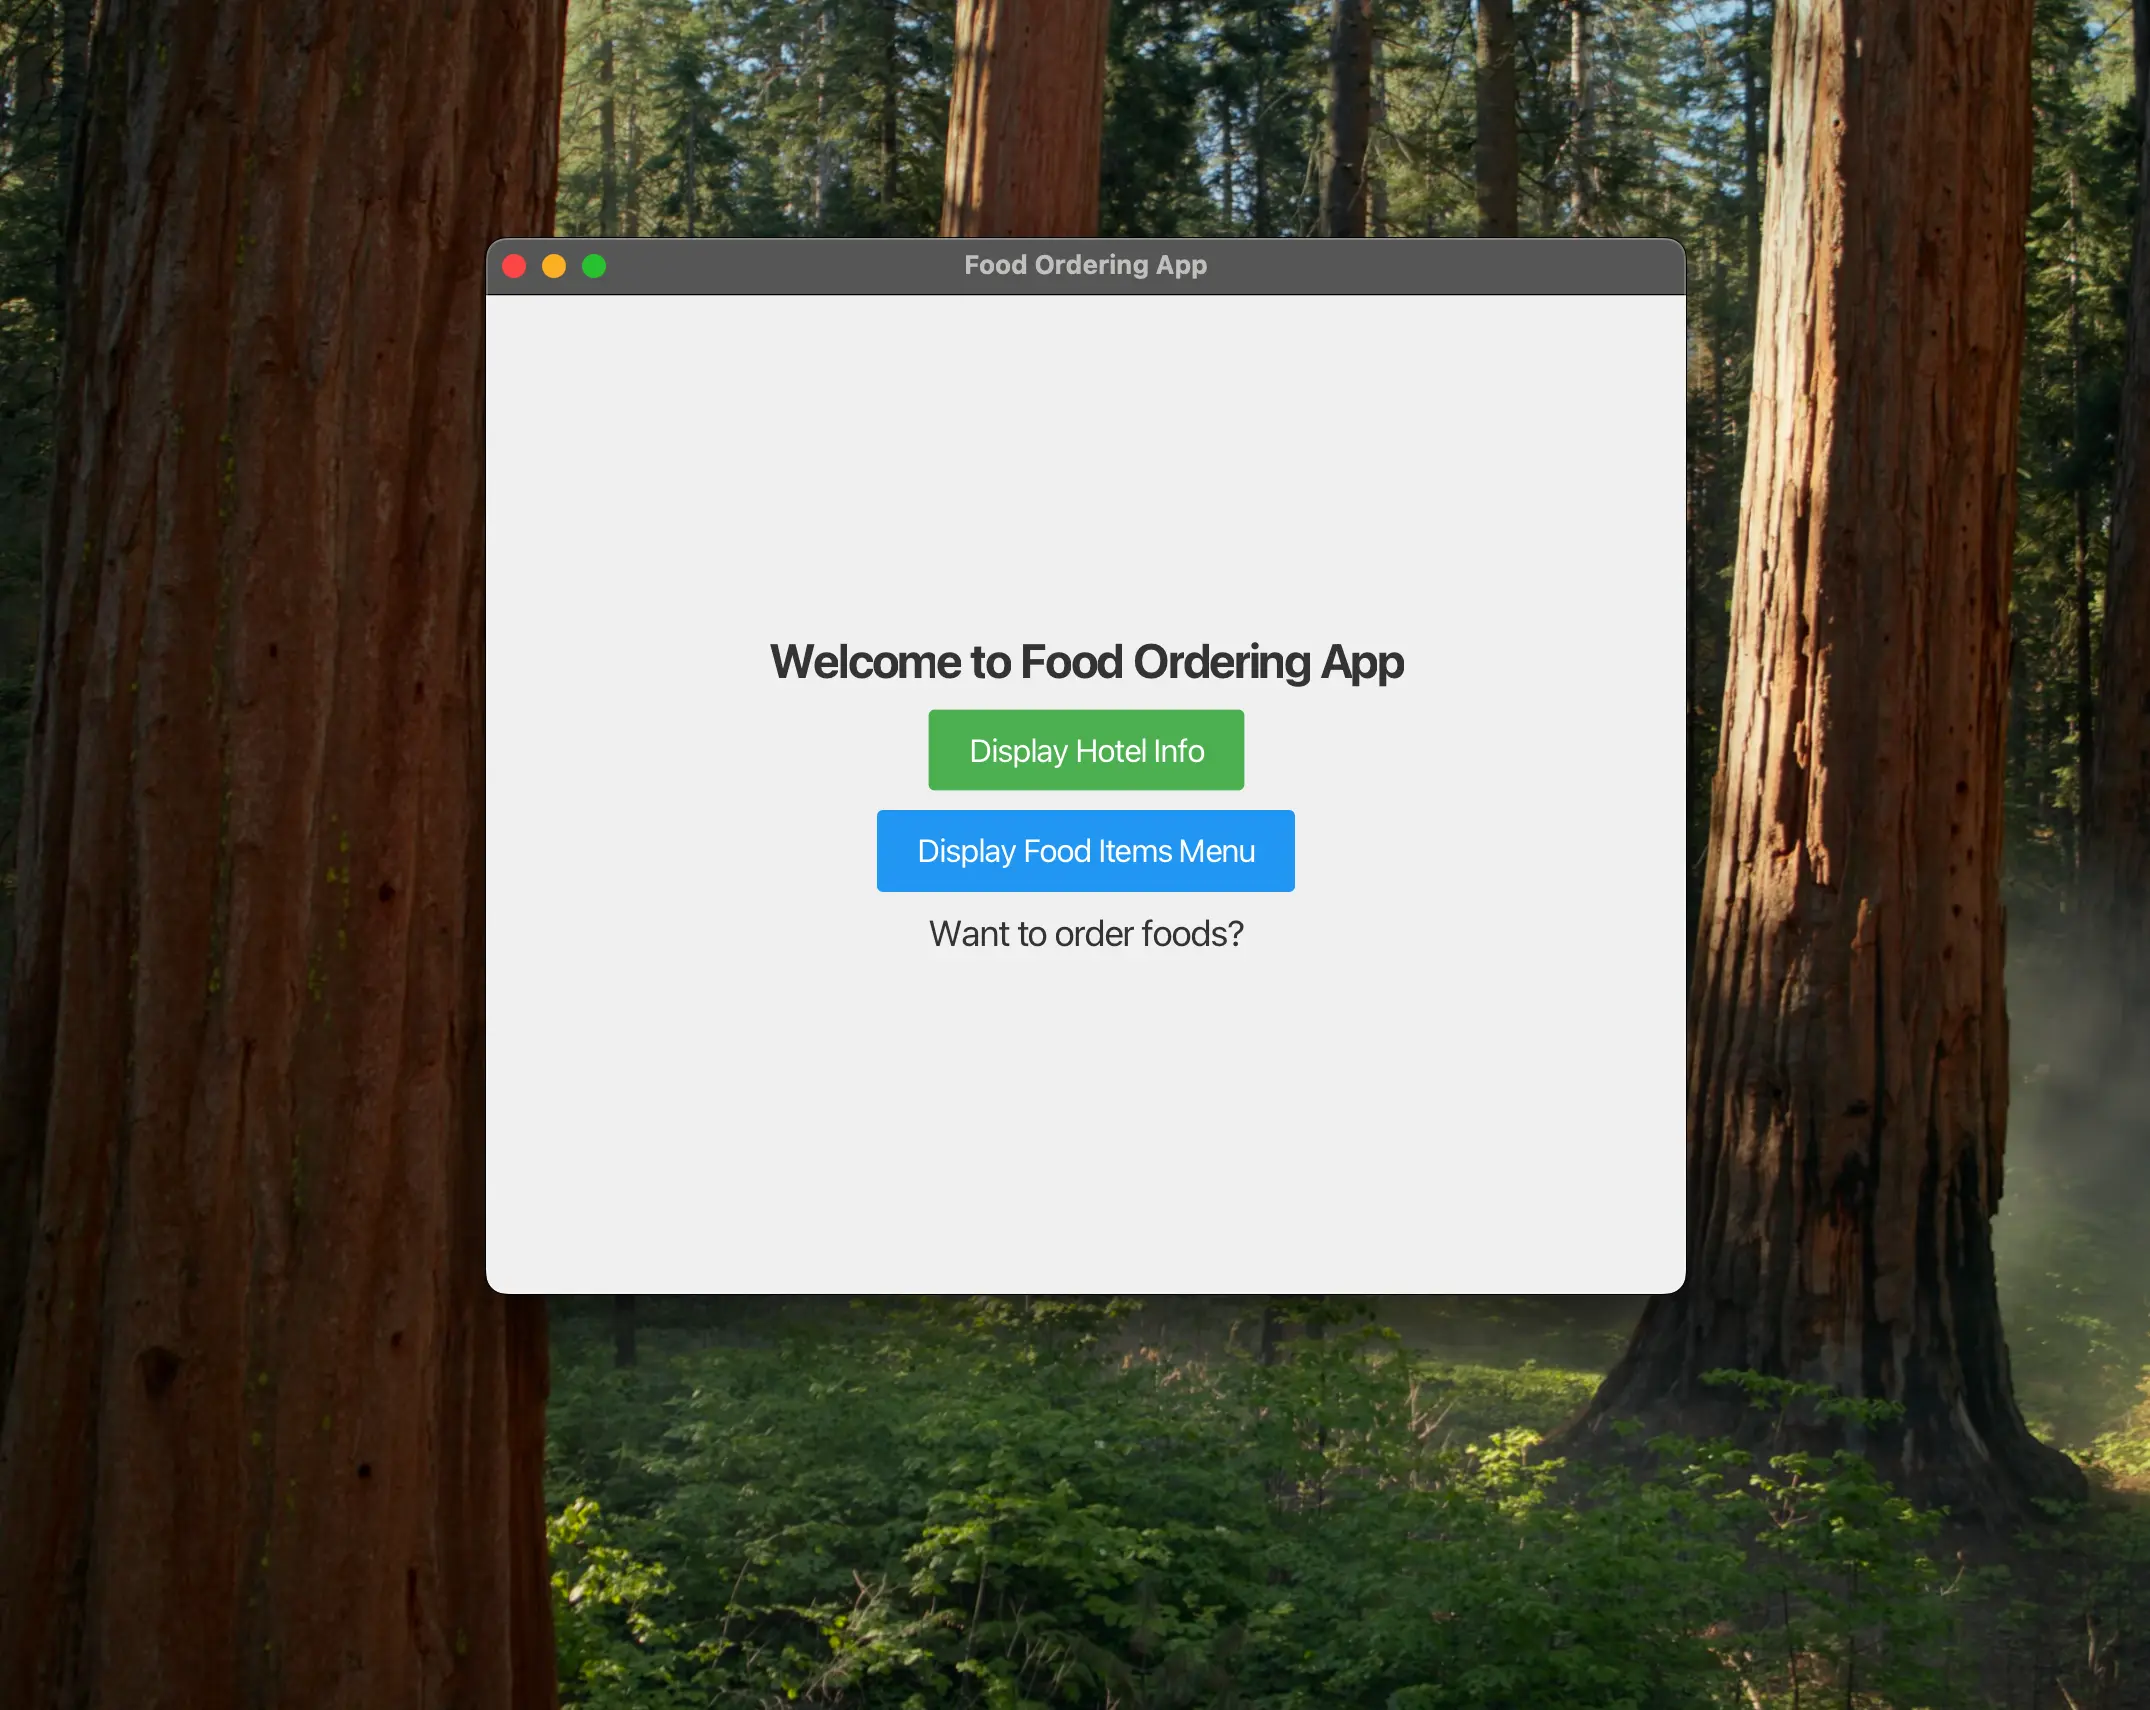 Food Ordering App
Welcome to Food Ordering App
Display Hotel Info
Display Food Items Menu
Want to order foods?